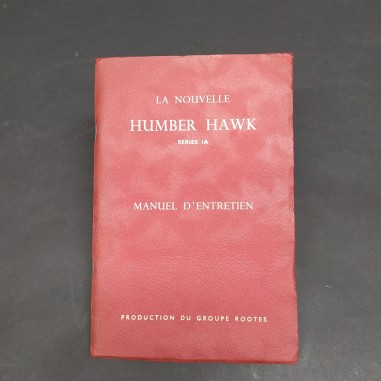 LA NOUVELLE
HUMBER HAWK
SERIES IA
MANUEL D'ENTRETIEN
PRODUCTION DU GROUPE ROOTES